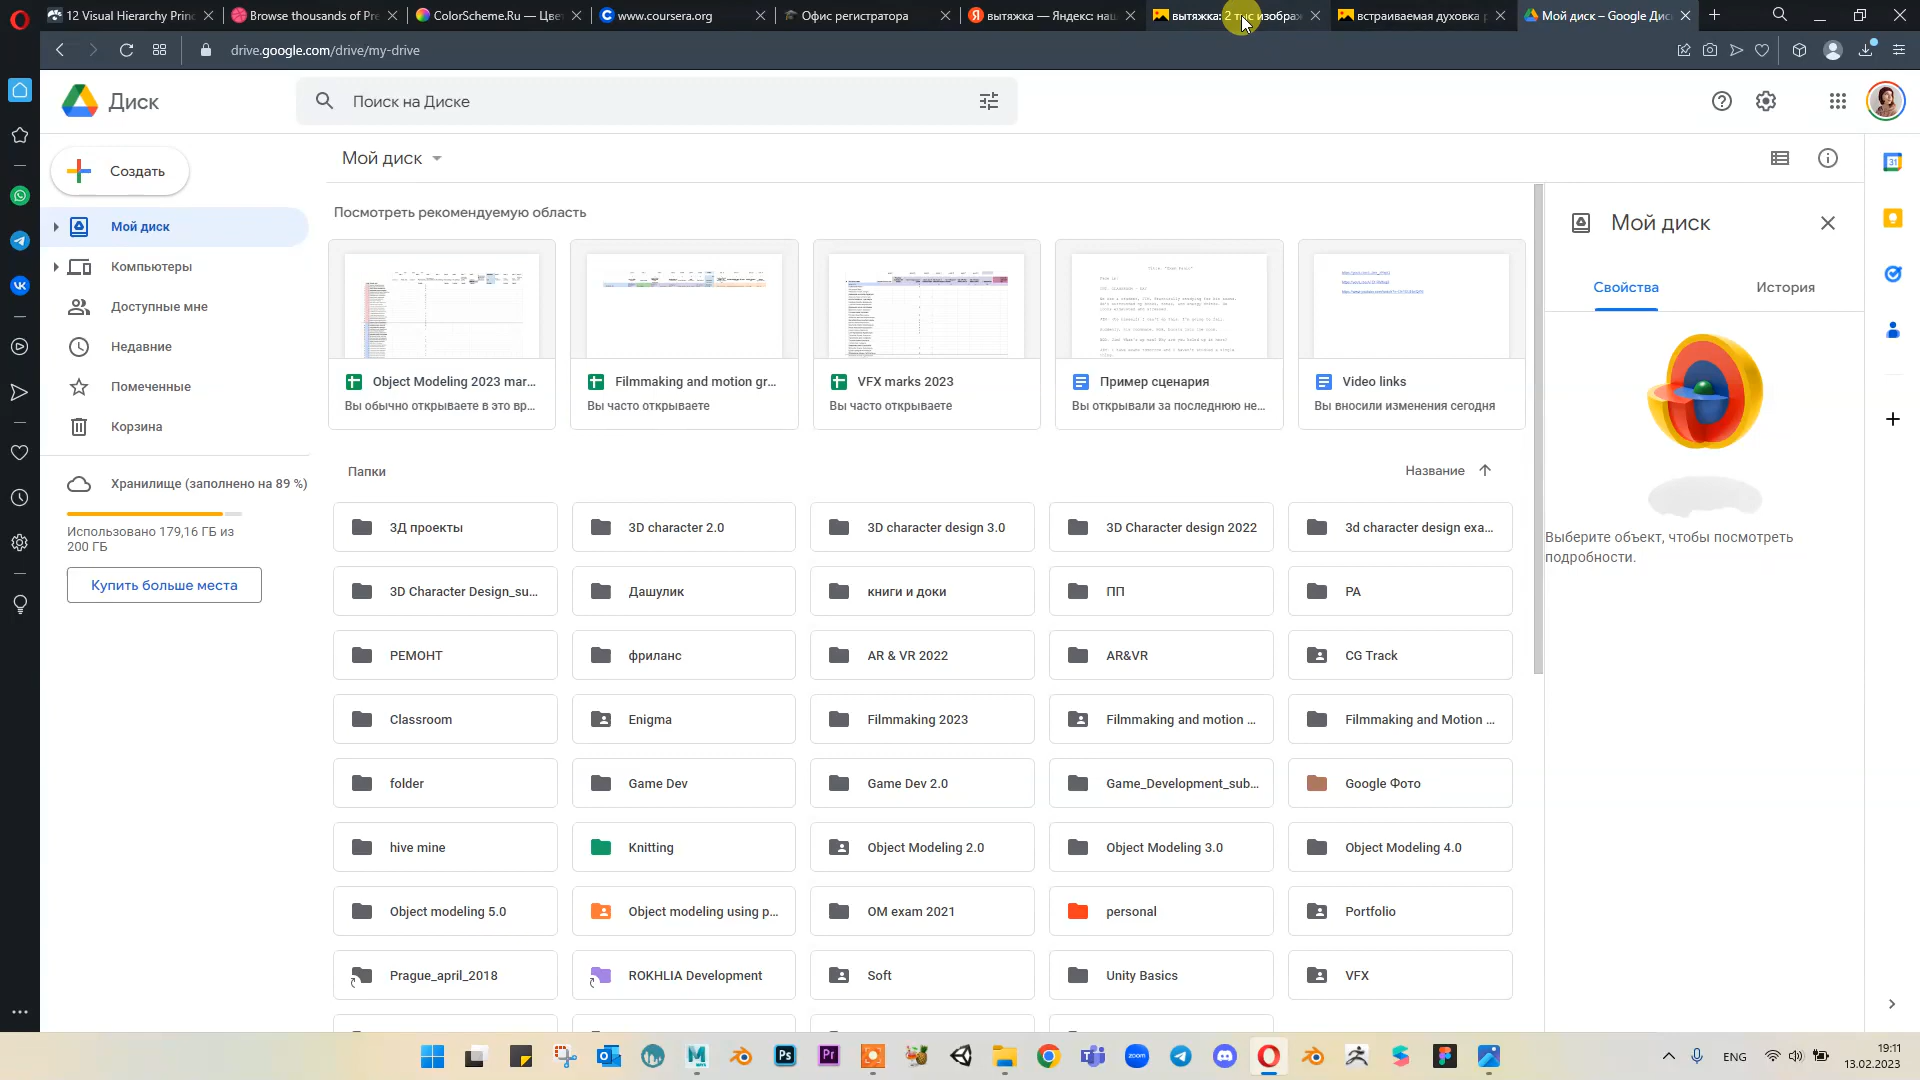 12 Visual Hierarchy Princ
Browse thousands of Pre
ColorScheme.Ru — Цве
www.coursera.org
Офис регистратора
вытяжка — Яндекс: наш
вытяжка: 2 тыс изображ
встраиваемая духовка
Мой диск – Google Дис
drive.google.com/drive/my-drive
Диск
Поиск на Диске
Создать
Мой диск
Компьютеры
Доступные мне
Недавние
Помеченные
Корзина
Хранилище (заполнено на 89 %)
Использовано 179,16 ГБ из
200 ГБ
Купить больше места
Мой диск
Посмотреть рекомендуемую область
Object Modeling 2023 mar...
Вы обычно открываете в это вр...
Filmmaking and motion gr...
Вы часто открываете
VFX marks 2023
Вы часто открываете
Пример сценария
Вы открывали за последнюю не...
Video links
Вы вносили изменения сегодня
Папки
Название
3Д проекты
3D character 2.0
3D character design 3.0
3D Character design 2022
3d character design exa...
3D Character Design_su...
Дашулик
книги и доки
ПП
РА
РЕМОНТ
фриланс
AR & VR 2022
AR&VR
CG Track
Classroom
Enigma
Filmmaking 2023
Filmmaking and motion ...
Filmmaking and Motion ...
folder
Game Dev
Game Dev 2.0
Game_Development_sub...
Google Фото
hive mine
Knitting
Object Modeling 2.0
Object Modeling 3.0
Object Modeling 4.0
Object modeling 5.0
Object modeling using p...
OM exam 2021
personal
Portfolio
Prague_april_2018
ROKHLIA Development
Soft
Unity Basics
VFX
Мой диск
Свойства
История
Выберите объект, чтобы посмотреть
подробности.
31
Ps
Pr
zoom
ENG
19:11
13.02.2023